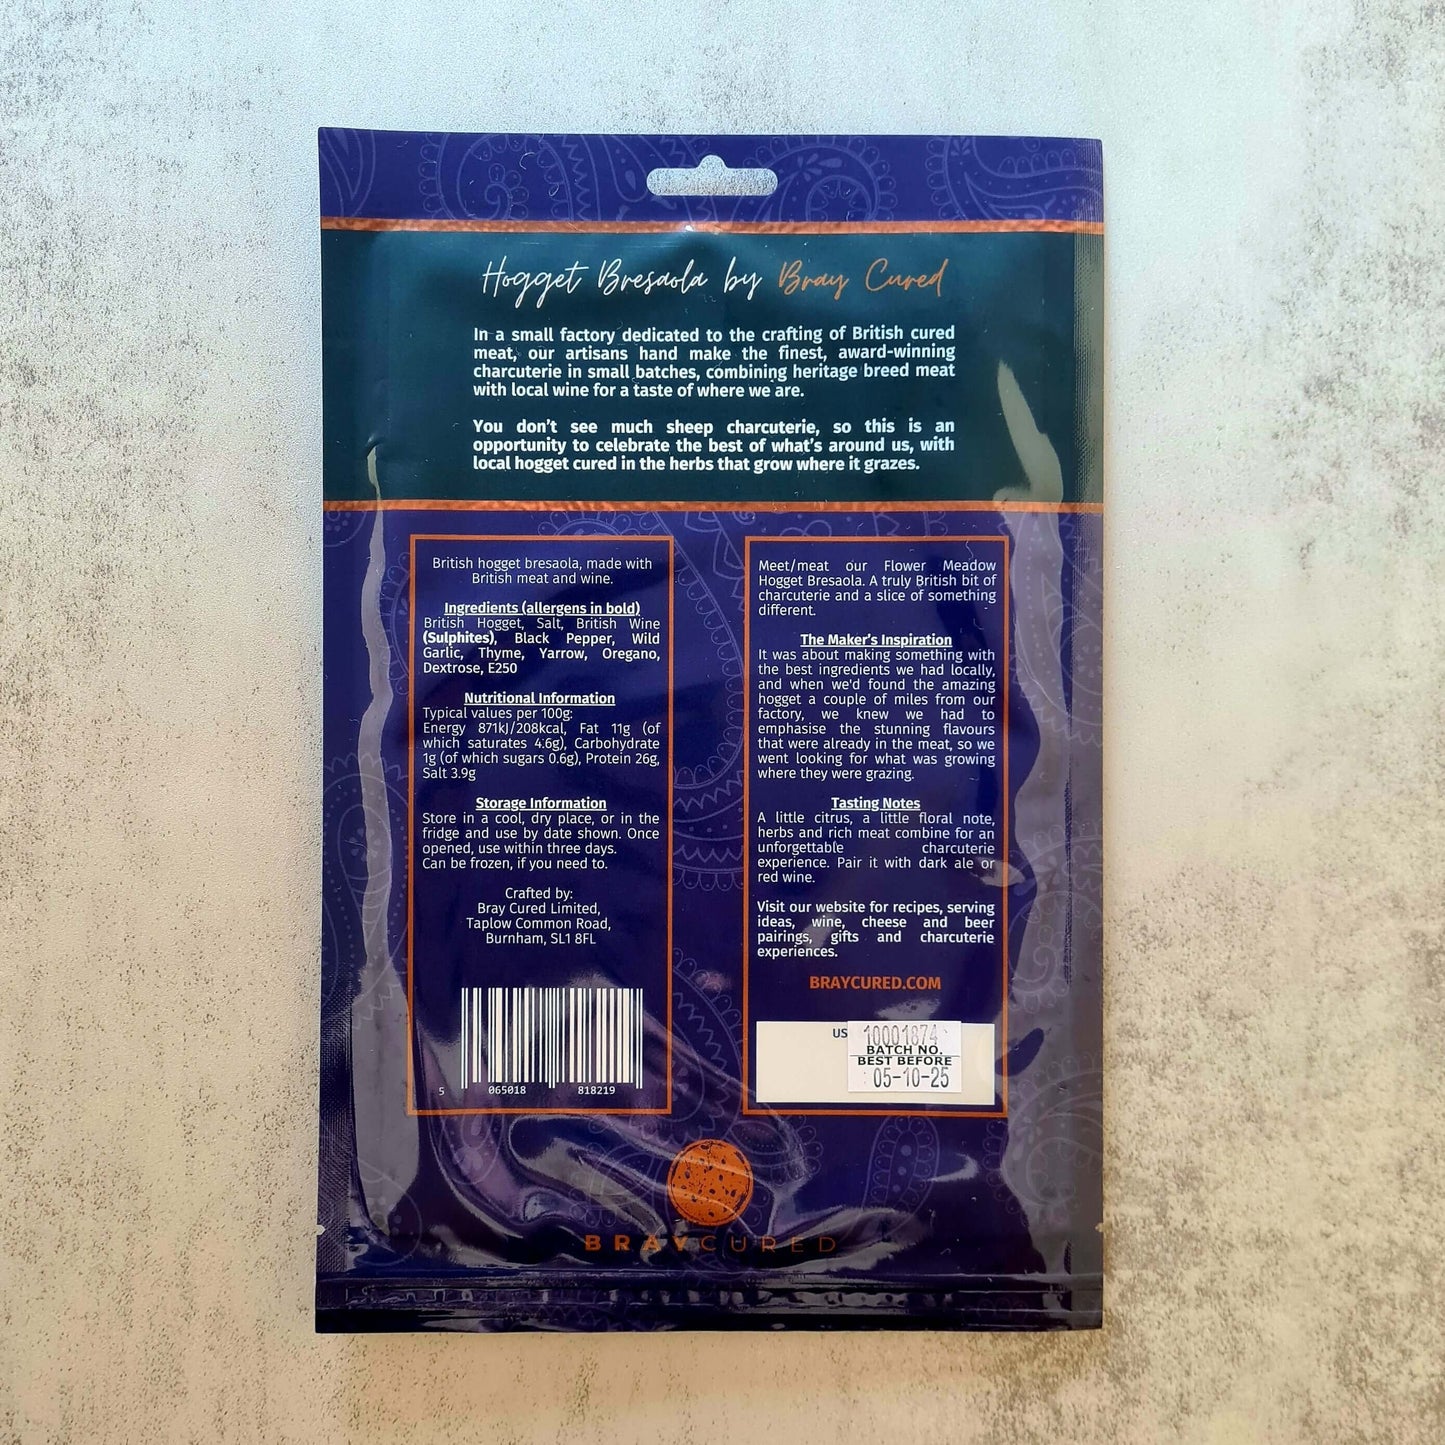 Hogget Bresaola by Bray Cured
In a small factory dedicated to the crafting of British cured
meat, our artisans hand make the finest, award-winning
charcuterie in small batches, combining heritage breed meat
with local wine for a taste of where we are.
You don't see much sheep charcuterie, so this is an
opportunity to celebrate the best of what's around us, with
local hogget cured in the herbs that grow where it grazes.
British hogget bresaola, made with
British meat and wine.
Ingredients (allergens in bold)
British Hogget, Salt, British Wine
(Sulphites), Black Pepper, Wild
Garlic, Thyme, Yarrow, Oregano,
Dextrose, E250
Nutritional Information
Typical values per 100g:
Energy 871kJ/208kcal, Fat 11g (of
which saturates 4.6g), Carbohydrate
1g (of which sugars 0.6g), Protein 26g,
Salt 3.9g
Storage Information
Store in a cool, dry place, or in the
fridge and use by date shown. Once
opened, use within three days.
Can be frozen, if you need to.
Crafted by:
Bray Cured Limited,
Taplow Common Road,
Burnham, SL1 8FL
5 065018 818219
Meet/meat our Flower Meadow
Hogget Bresaola. A truly British bit of
charcuterie and a slice of something
different.
The Maker's Inspiration
It was about making something with
the best ingredients we had locally,
and when we'd found the amazing
hogget a couple of miles from our
factory, we knew we had to
emphasise the stunning flavours
that were already in the meat, so we
went looking for what was growing
where they were grazing.
Tasting Notes
A little citrus, a little floral note,
herbs and rich meat combine for an
unforgettable charcuterie
experience. Pair it with dark ale or
red wine.
Visit our website for recipes, serving
ideas, wine, cheese and beer
pairings, gifts and charcuterie
experiences.
BRAYCURED.COM
10001874
BATCH NO.
BEST BEFORE
05-10-25
BRAYCURED